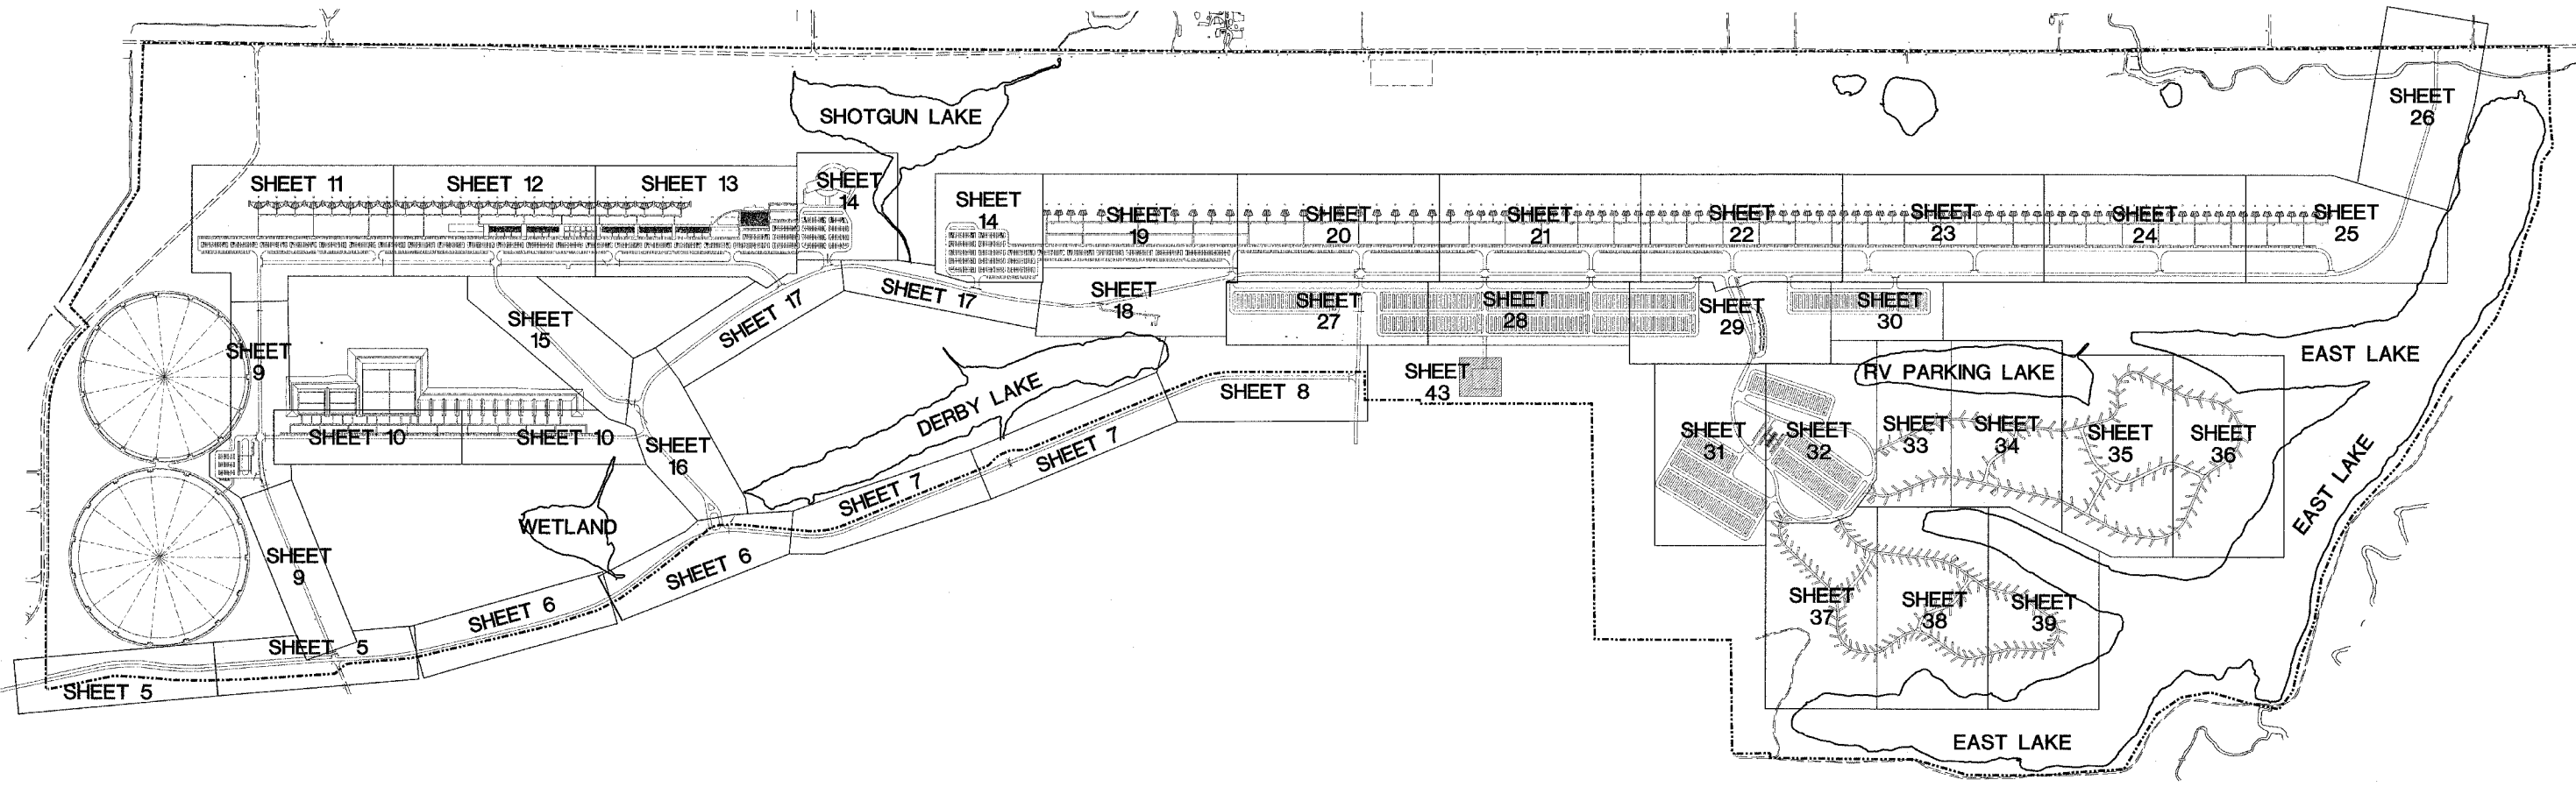 SHOTGUN LAKE
SHEET
26
SHEET 11
SHEET 12
SHEET 13
SHEET
14
SHEET
14
SHEET
19
SHEET
20
SHEET
21
SHEET
22
SHEET
23
SHEET
24
SHEET
25
SHEET
9
SHEET
15
SHEET 17
SHEET 17
SHEET
18
SHEET
27
SHEET
28
SHEET
29
SHEET
30
EAST LAKE
SHEET
43
RV PARKING LAKE
DERBY LAKE
SHEET 8
SHEET 10
SHEET 10
SHEET
16
SHEET 7
SHEET 7
SHEET
31
SHEET
32
SHEET
33
SHEET
34
SHEET
35
SHEET
36
EAST LAKE
WETLAND
SHEET
9
SHEET 6
SHEET 6
SHEET 5
SHEET 5
SHEET
37
SHEET
38
SHEET
39
EAST LAKE